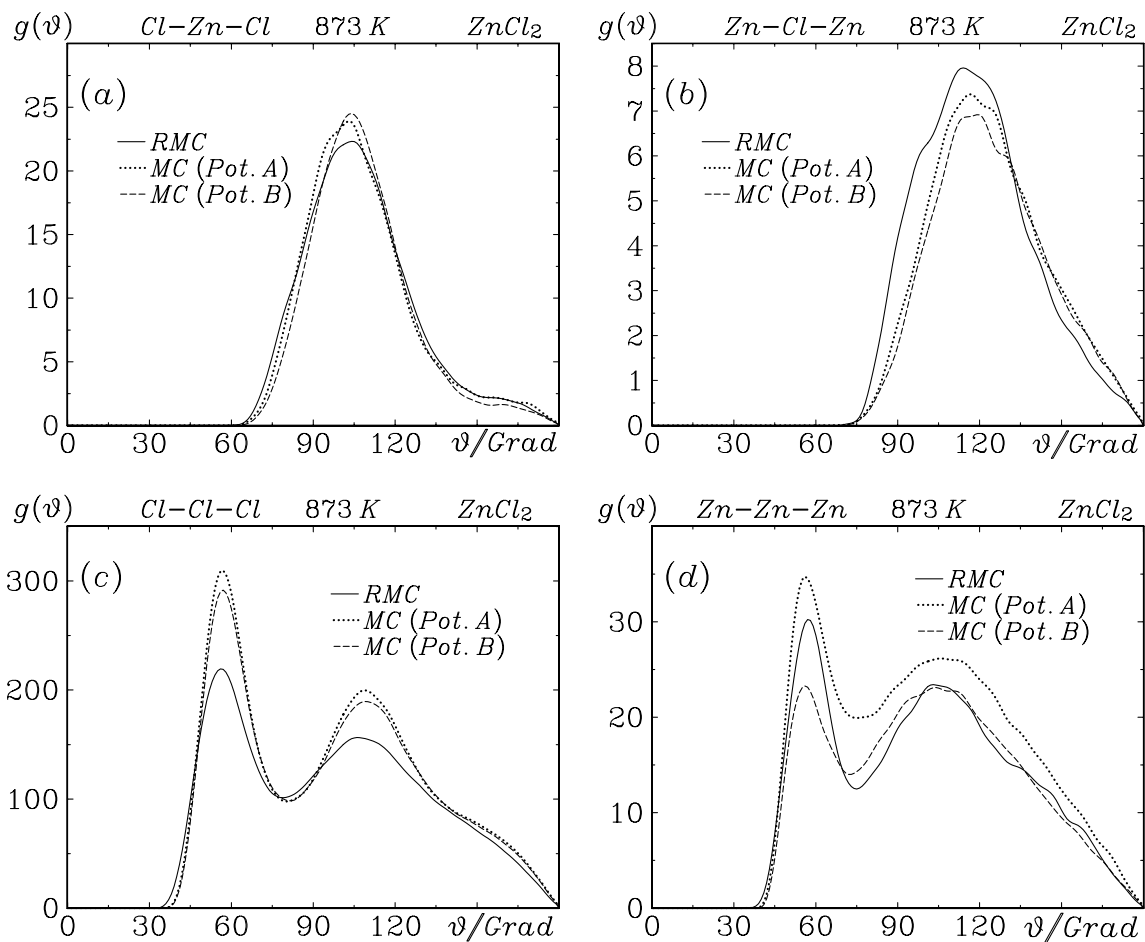 g(ϑ) Cl–Zn–Cl 873 K ZnCl₂
(a)
RMC
MC (Pot. A)
MC (Pot. B)
25
20
15
10
5
0
0 30 60 90 120 ϑ/Grad
g(ϑ) Zn–Cl–Zn 873 K ZnCl₂
(b)
RMC
MC (Pot. A)
MC (Pot. B)
8
7
6
5
4
3
2
1
0
0 30 60 90 120 ϑ/Grad
g(ϑ) Cl–Cl–Cl 873 K ZnCl₂
(c)
RMC
MC (Pot. A)
MC (Pot. B)
300
200
100
0
0 30 60 90 120 ϑ/Grad
g(ϑ) Zn–Zn–Zn 873 K ZnCl₂
(d)
RMC
MC (Pot. A)
MC (Pot. B)
30
20
10
0
0 30 60 90 120 ϑ/Grad